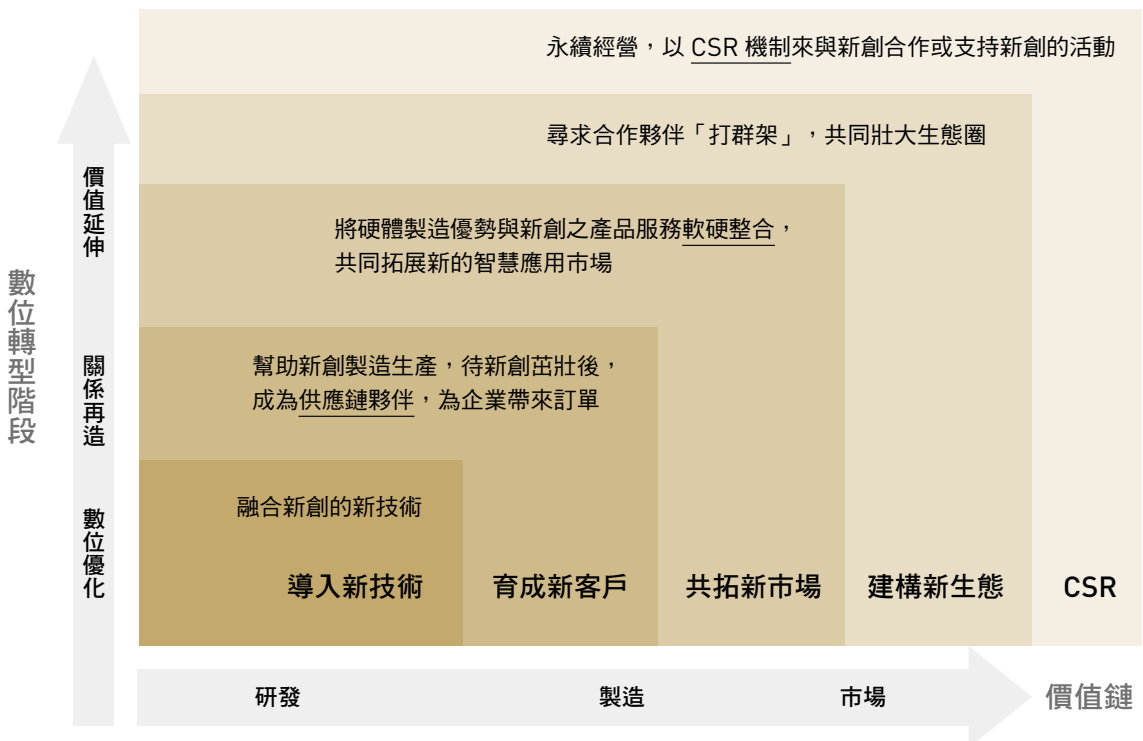 永續經營，以 CSR 機制來與新創合作或支持新創的活動
尋求合作夥伴「打群架」，共同壯大生態圈
將硬體製造優勢與新創之產品服務軟硬整合，
共同拓展新的智慧應用市場
幫助新創製造生產，待新創茁壯後，
成為供應鏈夥伴，為企業帶來訂單
融合新創的新技術
導入新技術
育成新客戶
共拓新市場
建構新生態
CSR
數位轉型階段
價值延伸
關係再造
數位優化
研發
製造
市場
價值鏈